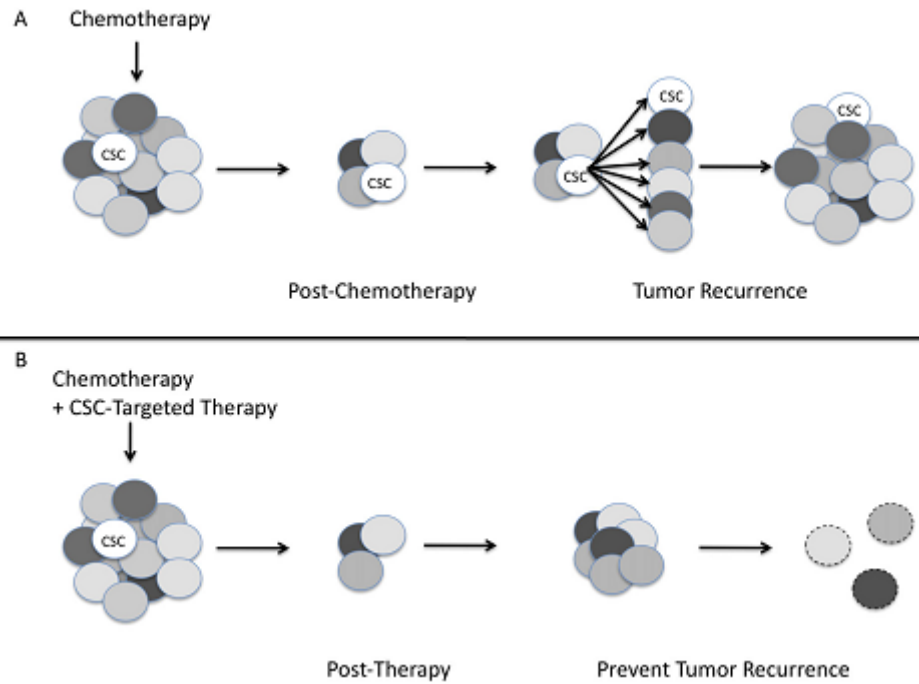 A
Chemotherapy
CSC
CSC
CSC
CSC
CSC
Post-Chemotherapy
Tumor Recurrence
B
Chemotherapy
+ CSC-Targeted Therapy
CSC
Post-Therapy
Prevent Tumor Recurrence